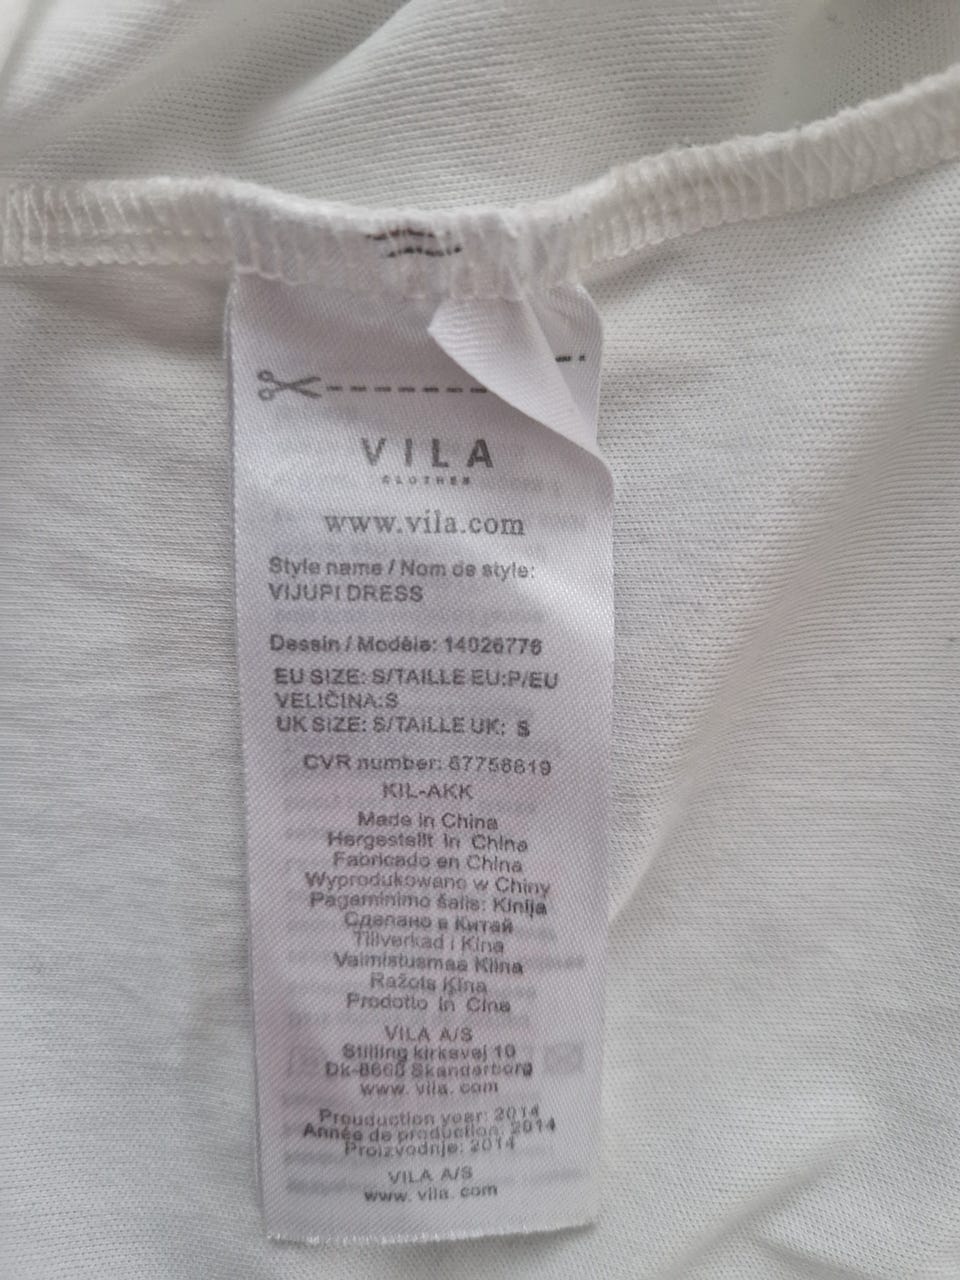 VILA
CLOTHES
www.vila.com
Style name / Nom de style:
VIJUPI DRESS
Dessin / Modèle: 14026776
EU SIZE: S/TAILLE EU:P/EU
VELIČINA:S
UK SIZE: S/TAILLE UK: S
CVR number: 67756619
KIL-AKK
Made in China
Hergestellt in China
Fabricado en China
Wyprodukowano w Chiny
Pagaminimo šalis: Kinija
Сделано в Китай
Tillverkad i Kina
Valmistusmaa Kiina
Ražots Ķīna
Prodotto in Cina
VILA A/S
Stilling kirkevej 10
Dk-8660 Skanderborg
www. vila. com
Prouduction year: 2014
Année de production: 2014
Proizvodnje: 2014
VILA A/S
www. vila. com